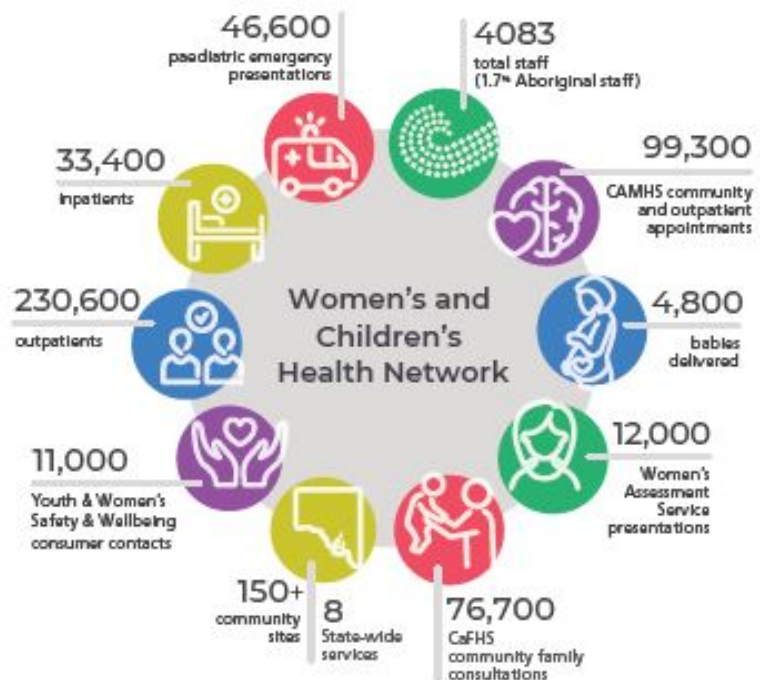 46,600
paediatric emergency
presentations
4083
total staff
(1.7% Aboriginal staff)
33,400
Inpatients
99,300
CAMHS community
and outpatient
appointments
230,600
outpatients
Women's and
Children's
Health Network
4,800
babies
delivered
11,000
Youth & Women's
Safety & Wellbeing
consumer contacts
12,000
Women's
Assessment
Service
presentations
150+
community
sites
8
State-wide
services
76,700
CaFHS
community family
consultations